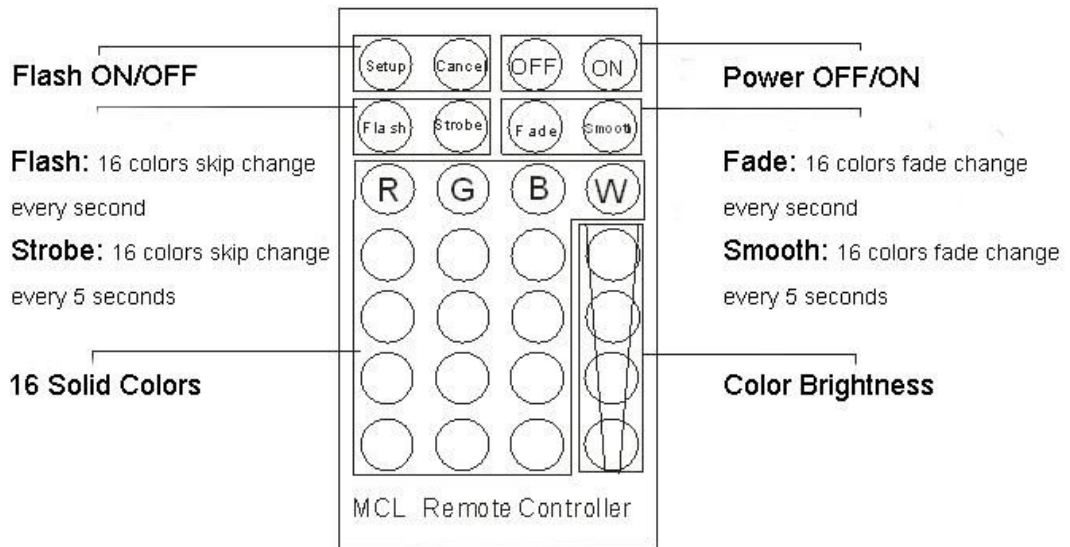 Flash ON/OFF
Flash: 16 colors skip change
every second
Strobe: 16 colors skip change
every 5 seconds
16 Solid Colors
Setup Cancel OFF ON
Flash Strobe Fade Smooth
R G B W
MCL Remote Controller
Power OFF/ON
Fade: 16 colors fade change
every second
Smooth: 16 colors fade change
every 5 seconds
Color Brightness